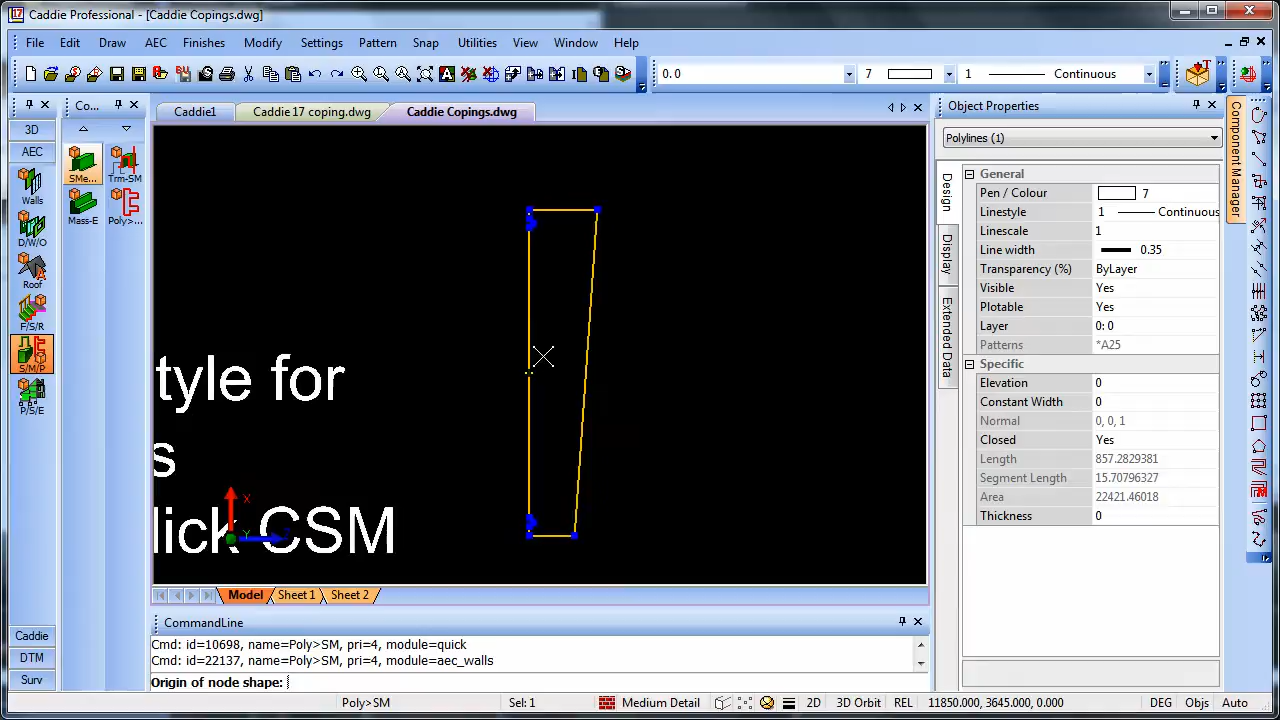 Caddie Professional - [Caddie Copings.dwg]
File Edit Draw AEC Finishes Modify Settings Pattern Snap Utilities View Window Help
0. 0 7 1 Continuous
Co...
Caddie1 Caddie 17 coping.dwg Caddie Copings.dwg
Object Properties
3D
AEC
Walls
D/W/O
Roof
F/S/R
S/M/P
P/S/E
Caddie
DTM
Surv
SMe...
Trm-SM
Mass-E
Poly>...
tyle for
s
lick CSM
X
Y
Model Sheet 1 Sheet 2
CommandLine
Cmd: id=10698, name=Poly>SM, pri=4, module=quick
Cmd: id=22137, name=Poly>SM, pri=4, module=aec_walls
Origin of node shape:
Polylines (1)
Design
Display
Extended Data
General
Pen / Colour 7
Linestyle 1 Continuous
Linescale 1
Line width 0.35
Transparency (%) ByLayer
Visible Yes
Plotable Yes
Layer 0: 0
Patterns *A25
Specific
Elevation 0
Constant Width 0
Normal 0, 0, 1
Closed Yes
Length 857.2829381
Segment Length 15.70796327
Area 22421.46018
Thickness 0
Component Manager
Poly>SM Sel: 1 Medium Detail 2D 3D Orbit REL 11850.0000, 3645.0000, 0.0000 DEG Objs Auto